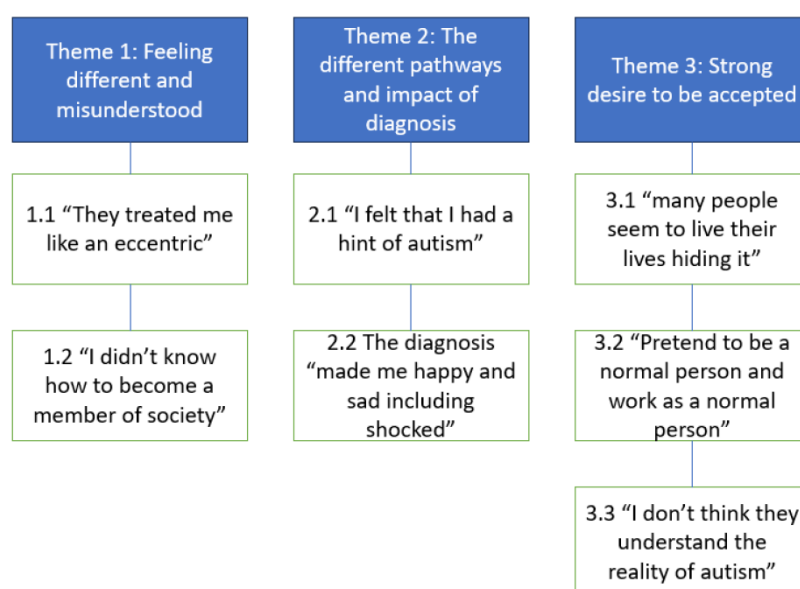 Theme 1: Feeling
different and
misunderstood
1.1 “They treated me
like an eccentric”
1.2 “I didn’t know
how to become a
member of society”
Theme 2: The
different pathways
and impact of
diagnosis
2.1 “I felt that I had a
hint of autism”
2.2 The diagnosis
“made me happy and
sad including
shocked”
Theme 3: Strong
desire to be accepted
3.1 “many people
seem to live their
lives hiding it”
3.2 “Pretend to be a
normal person and
work as a normal
person”
3.3 “I don’t think they
understand the
reality of autism”